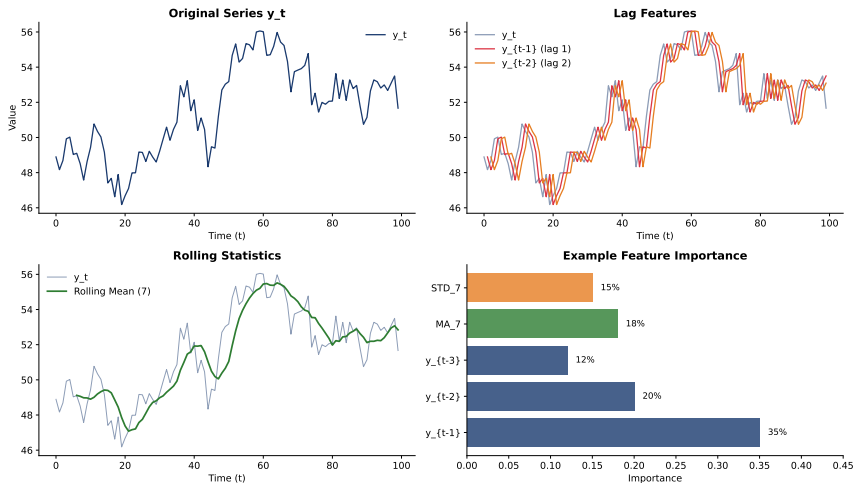 Original Series y_t
y_t
Value
56
54
52
50
48
46
0 20 40 60 80 100
Time (t)
Lag Features
y_t
y_{t-1} (lag 1)
y_{t-2} (lag 2)
56
54
52
50
48
46
0 20 40 60 80 100
Time (t)
Rolling Statistics
y_t
Rolling Mean (7)
56
54
52
50
48
46
0 20 40 60 80 100
Time (t)
Example Feature Importance
STD_7 15%
MA_7 18%
y_{t-3} 12%
y_{t-2} 20%
y_{t-1} 35%
0.00 0.05 0.10 0.15 0.20 0.25 0.30 0.35 0.40 0.45
Importance